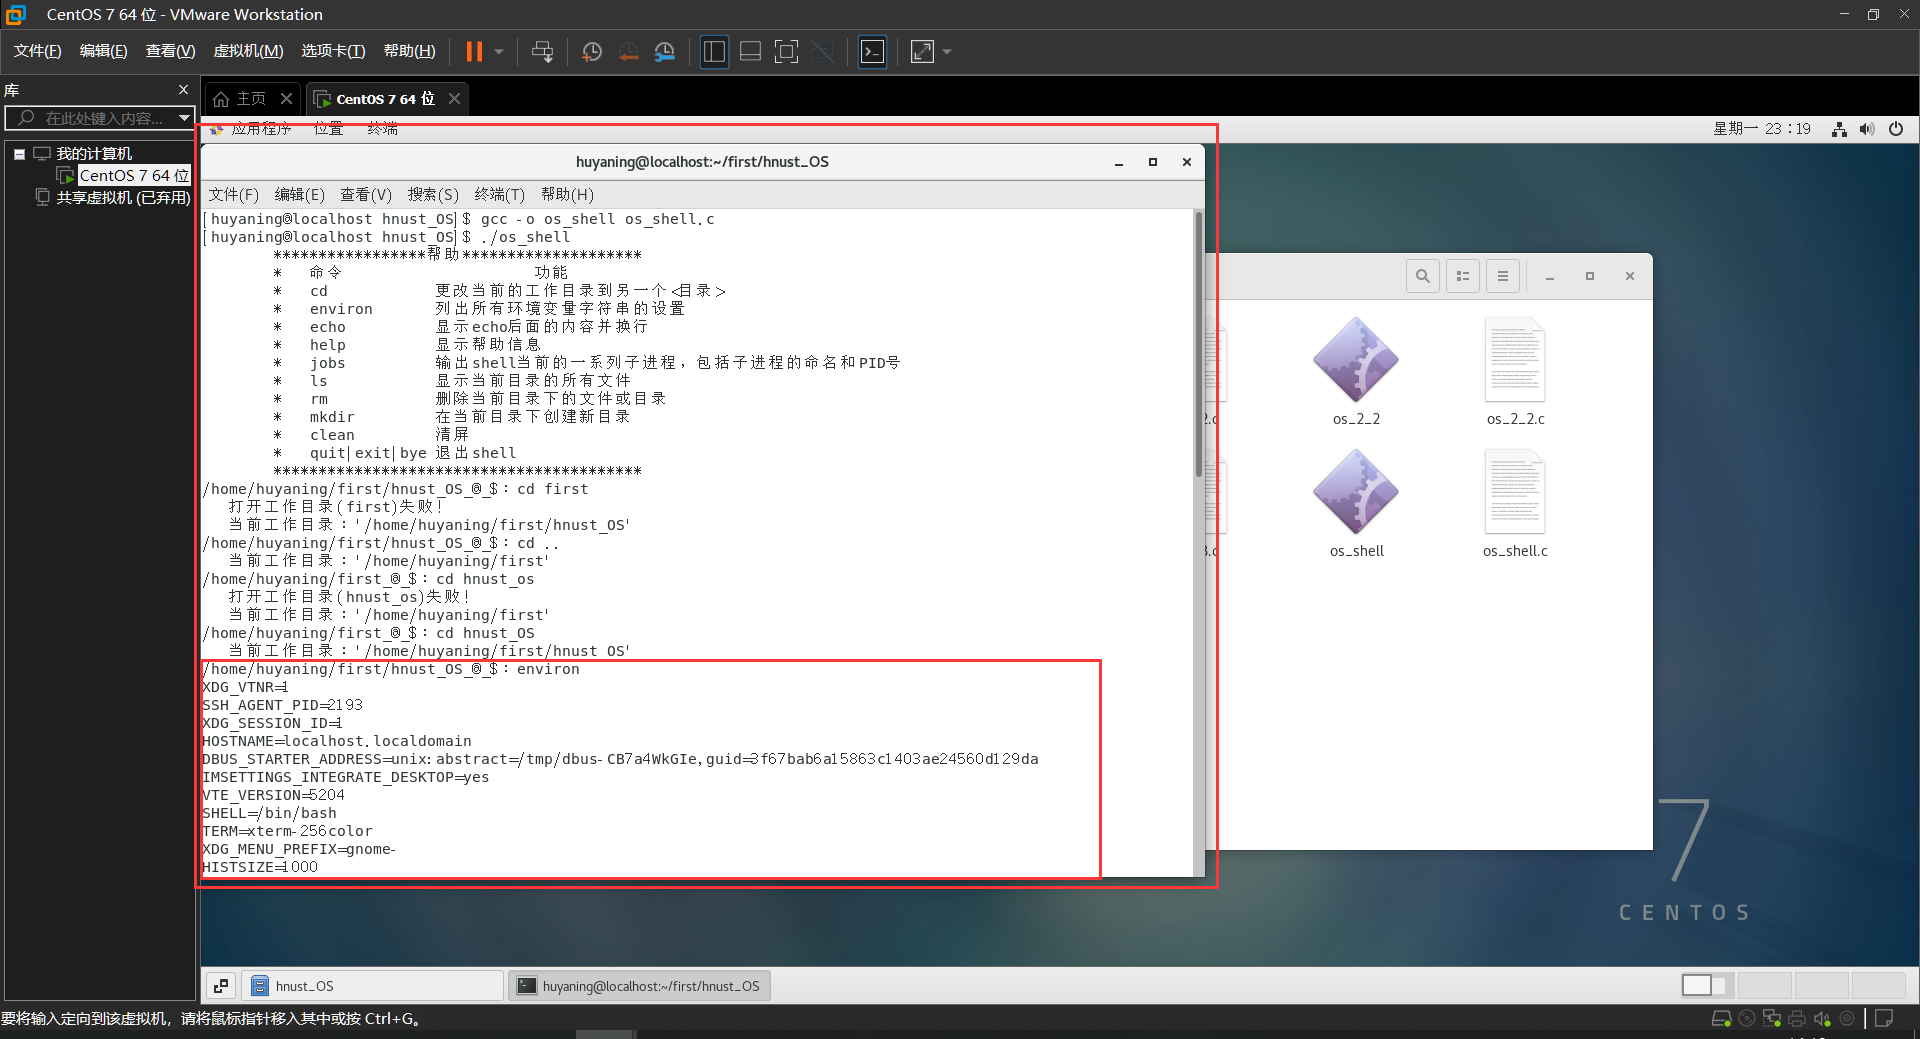 CentOS 7 64 位 - VMware Workstation
文件(F) 编辑(E) 查看(V) 虚拟机(M) 选项卡(T) 帮助(H)
库
在此处键入内容...
我的计算机
CentOS 7 64 位
共享虚拟机 (已弃用)
主页
CentOS 7 64 位
应用程序 位置 终端
星期一 23：19
huyaning@localhost:~/first/hnust_OS
文件(F) 编辑(E) 查看(V) 搜索(S) 终端(T) 帮助(H)
[huyaning@localhost hnust_OS]$ gcc -o os_shell os_shell.c
[huyaning@localhost hnust_OS]$ ./os_shell
*****************帮助********************
* 命令 功能
* cd 更改当前的工作目录到另一个<目录>
* environ 列出所有环境变量字符串的设置
* echo 显示echo后面的内容并换行
* help 显示帮助信息
* jobs 输出shell当前的一系列子进程，包括子进程的命名和PID号
* ls 显示当前目录的所有文件
* rm 删除当前目录下的文件或目录
* mkdir 在当前目录下创建新目录
* clean 清屏
* quit|exit|bye 退出shell
*****************************************
/home/huyaning/first/hnust_OS_@_$：cd first
打开工作目录(first)失败！
当前工作目录：'/home/huyaning/first/hnust_OS'
/home/huyaning/first/hnust_OS_@_$：cd ..
当前工作目录：'/home/huyaning/first'
/home/huyaning/first_@_$：cd hnust_os
打开工作目录(hnust_os)失败！
当前工作目录：'/home/huyaning/first'
/home/huyaning/first_@_$：cd hnust_OS
当前工作目录：'/home/huyaning/first/hnust_OS'
/home/huyaning/first/hnust_OS_@_$：environ
XDG_VTNR=1
SSH_AGENT_PID=2193
XDG_SESSION_ID=1
HOSTNAME=localhost.localdomain
DBUS_STARTER_ADDRESS=unix:abstract=/tmp/dbus-CB7a4WkGIe,guid=3f67bab6a15863c1403ae24560d129da
IMSETTINGS_INTEGRATE_DESKTOP=yes
VTE_VERSION=5204
SHELL=/bin/bash
TERM=xterm-256color
XDG_MENU_PREFIX=gnome-
HISTSIZE=1000
2.c
os_2_2
os_2_2.c
3.c
os_shell
os_shell.c
7
CENTOS
hnust_OS
huyaning@localhost:~/first/hnust_OS
要将输入定向到该虚拟机，请将鼠标指针移入其中或按 Ctrl+G。